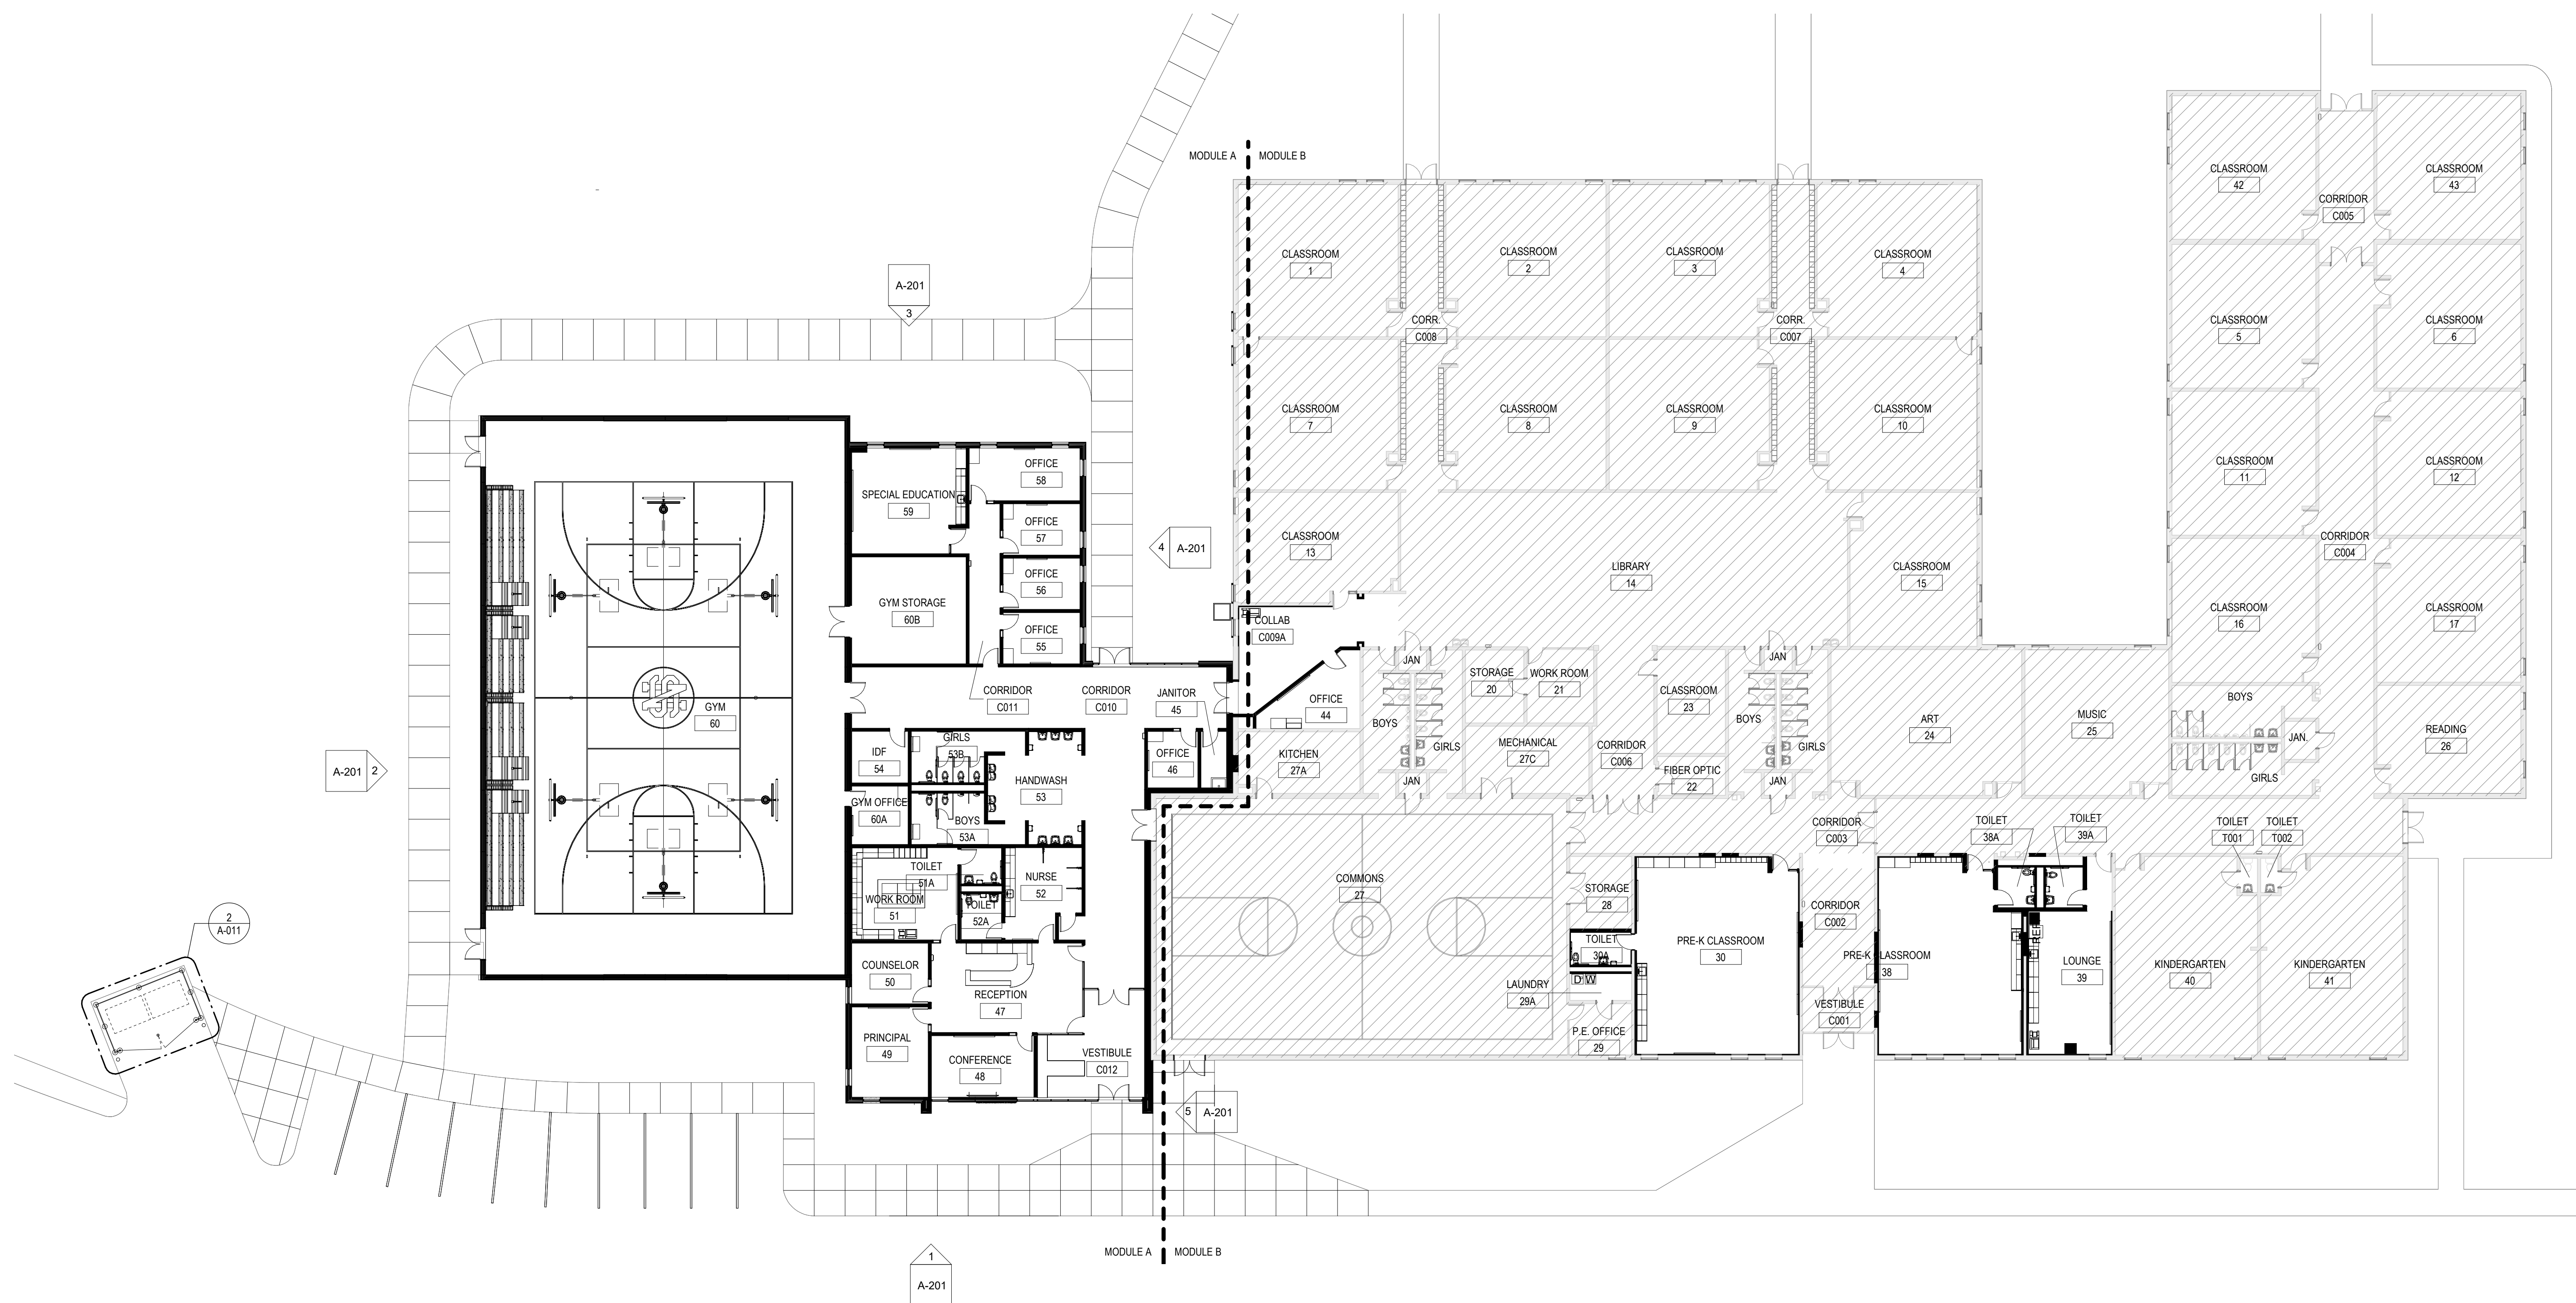 MODULE A
MODULE B
CLASSROOM
42
CLASSROOM
43
CORRIDOR
C005
CLASSROOM
1
CLASSROOM
2
CLASSROOM
3
CLASSROOM
4
A-201
3
CORR.
C008
CORR.
C007
CLASSROOM
5
CLASSROOM
6
CLASSROOM
7
CLASSROOM
8
CLASSROOM
9
CLASSROOM
10
CLASSROOM
11
CLASSROOM
12
OFFICE
58
SPECIAL EDUCATION
59
OFFICE
57
4
A-201
CLASSROOM
13
CORRIDOR
C004
LIBRARY
14
CLASSROOM
15
OFFICE
56
GYM STORAGE
60B
OFFICE
55
COLLAB
C009A
CLASSROOM
16
CLASSROOM
17
JAN
JAN
STORAGE
20
WORK ROOM
21
CORRIDOR
C011
CORRIDOR
C010
JANITOR
45
OFFICE
44
CLASSROOM
23
GYM
60
BOYS
BOYS
BOYS
ART
24
MUSIC
25
READING
26
JAN.
GIRLS
GIRLS
GIRLS
IDF
54
GIRLS
53B
OFFICE
46
KITCHEN
27A
MECHANICAL
27C
CORRIDOR
C006
FIBER OPTIC
22
JAN
JAN
A-201
2
HANDWASH
53
GYM OFFICE
60A
BOYS
53A
CORRIDOR
C003
TOILET
38A
TOILET
39A
TOILET
T001
TOILET
T002
TOILET
51A
NURSE
52
WORK ROOM
51
TOILET
52A
COMMONS
27
STORAGE
28
CORRIDOR
C002
2
A-011
TOILET
30A
PRE-K CLASSROOM
30
PRE-K CLASSROOM
38
REF
LOUNGE
39
KINDERGARTEN
40
KINDERGARTEN
41
COUNSELOR
50
RECEPTION
47
D W
LAUNDRY
29A
VESTIBULE
C001
PRINCIPAL
49
CONFERENCE
48
VESTIBULE
C012
P.E. OFFICE
29
5
A-201
MODULE A
MODULE B
1
A-201